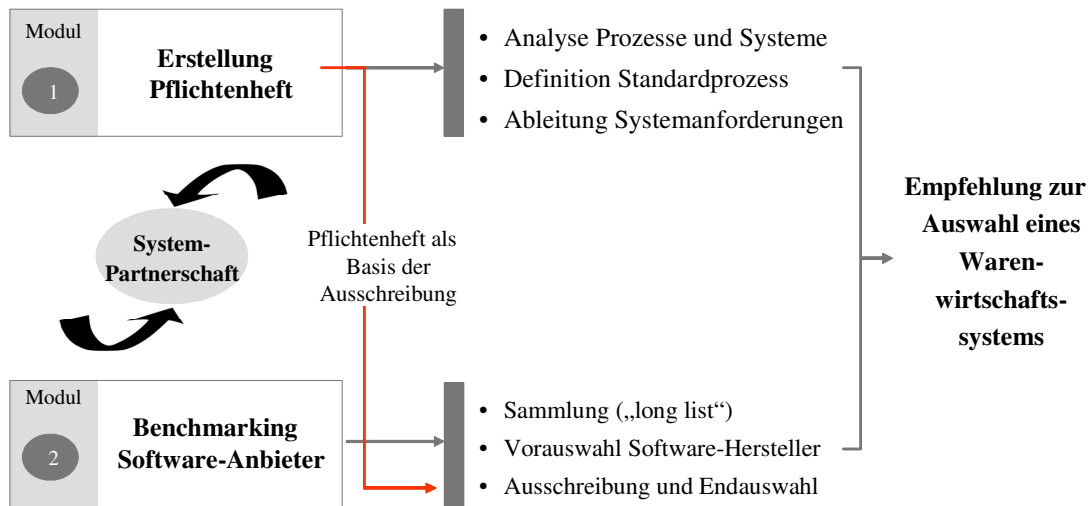 Modul
1
Erstellung
Pflichtenheft
• Analyse Prozesse und Systeme
• Definition Standardprozess
• Ableitung Systemanforderungen
System-
Partnerschaft
Pflichtenheft als
Basis der
Ausschreibung
Empfehlung zur
Auswahl eines
Waren-
wirtschafts-
systems
Modul
2
Benchmarking
Software-Anbieter
• Sammlung („long list“)
• Vorauswahl Software-Hersteller
• Ausschreibung und Endauswahl